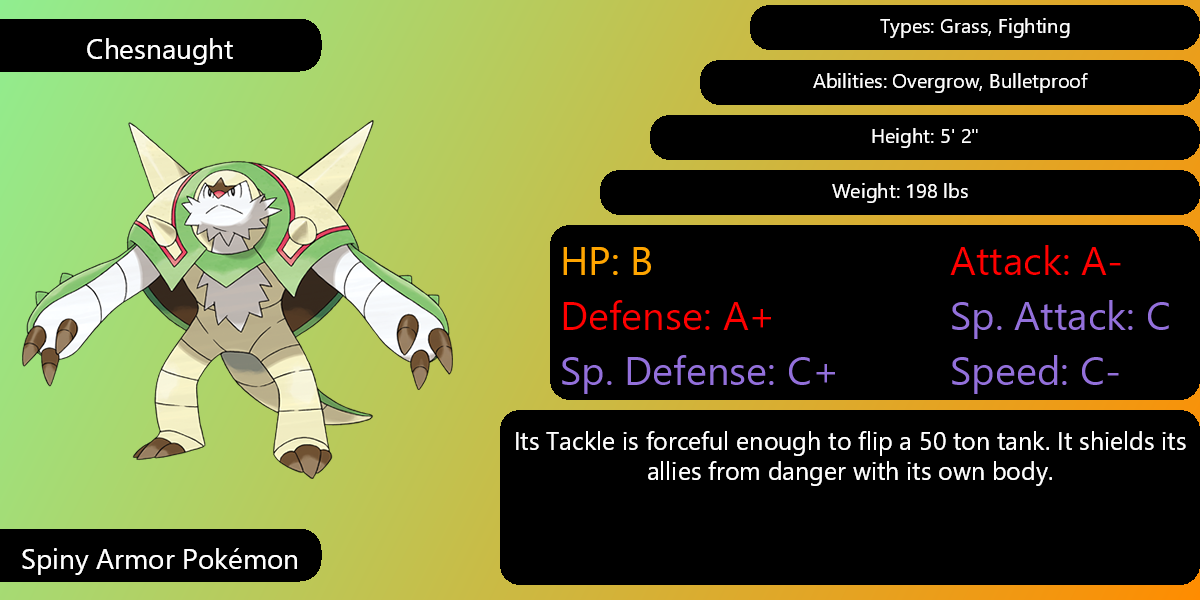 Chesnaught
Types: Grass, Fighting
Abilities: Overgrow, Bulletproof
Height: 5' 2"
Weight: 198 lbs
HP: B
Attack: A-
Defense: A+
Sp. Attack: C
Sp. Defense: C+
Speed: C-
Its Tackle is forceful enough to flip a 50 ton tank. It shields its
allies from danger with its own body.
Spiny Armor Pokémon